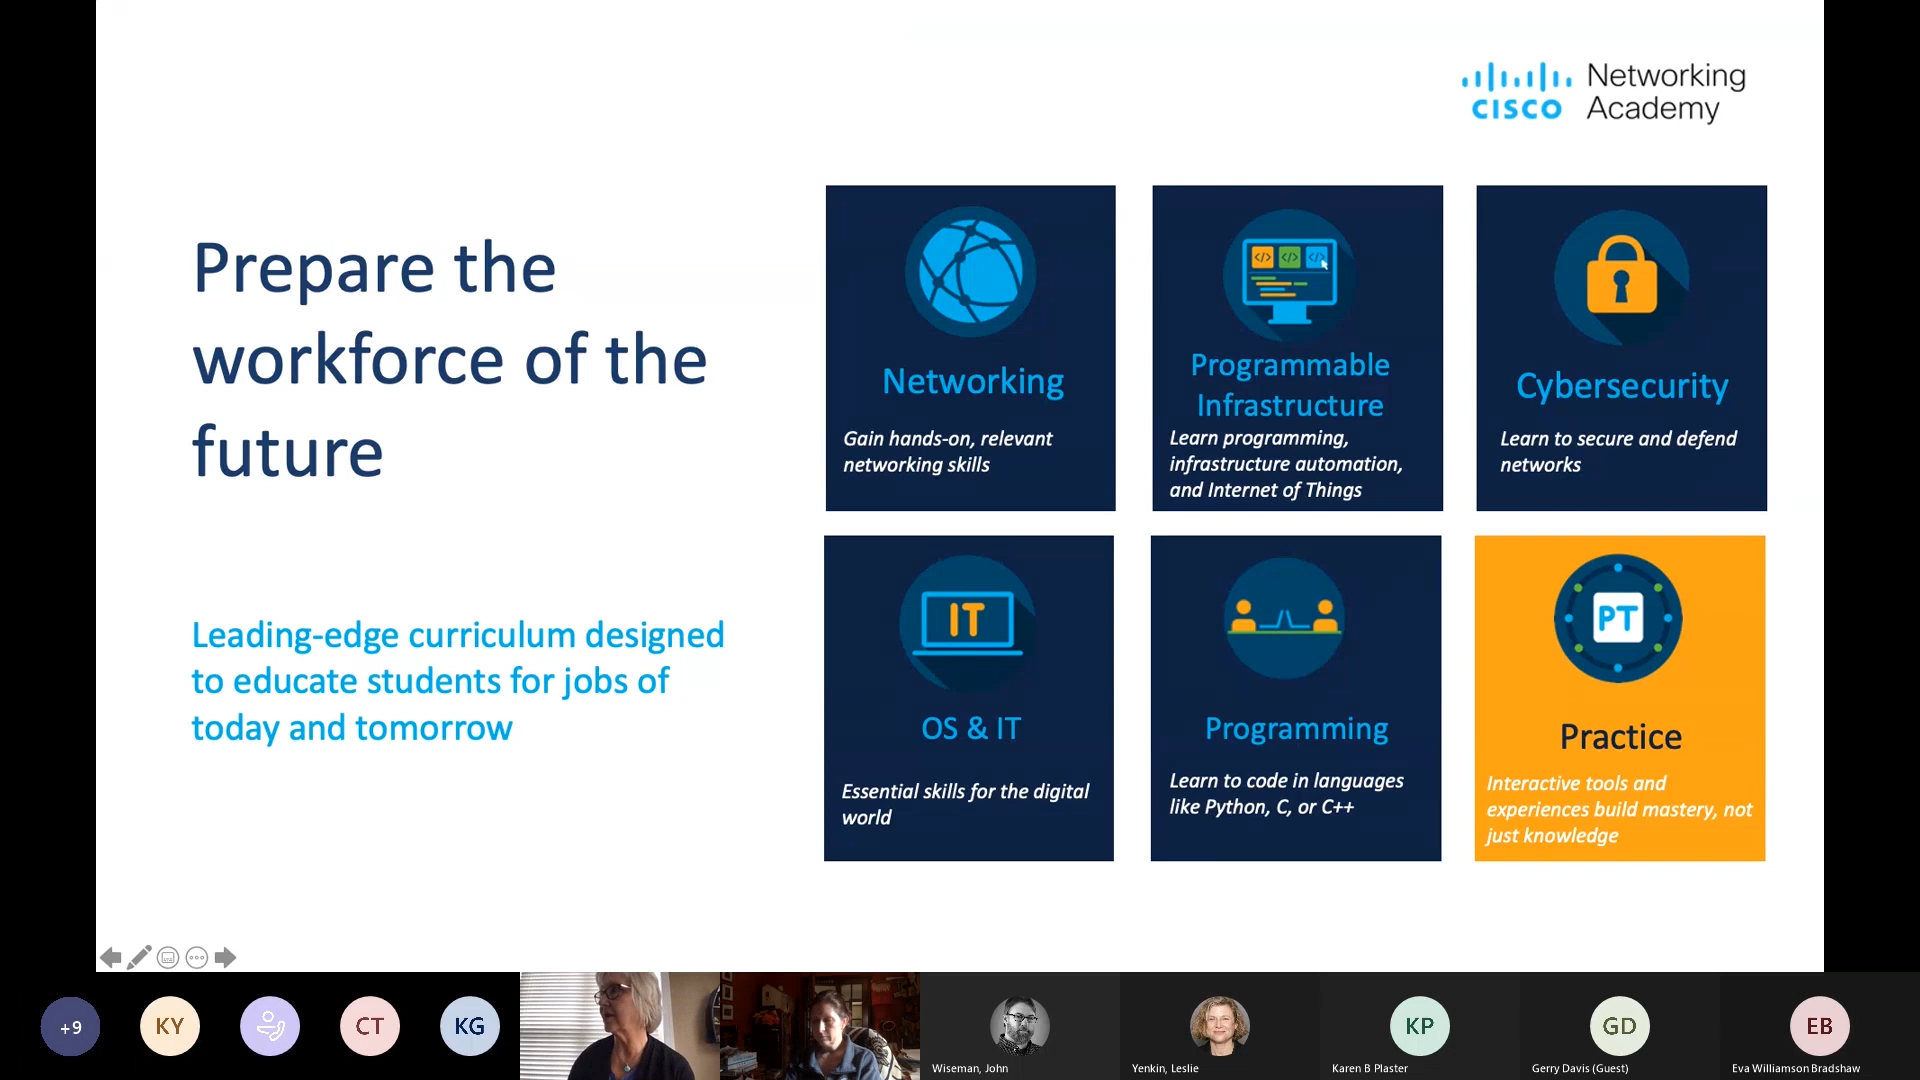 CISCO
Networking
Academy
Prepare the
workforce of the
future
Leading-edge curriculum designed
to educate students for jobs of
today and tomorrow
Networking
Gain hands-on, relevant
networking skills
Programmable
Infrastructure
Learn programming,
infrastructure automation,
and Internet of Things
Cybersecurity
Learn to secure and defend
networks
IT
OS & IT
Essential skills for the digital
world
Programming
Learn to code in languages
like Python, C, or C++
PT
Practice
Interactive tools and
experiences build mastery, not
just knowledge
+9
KY
CT
KG
Wiseman, John
Yenkin, Leslie
KP
Karen B Plaster
GD
Gerry Davis (Guest)
EB
Eva Williamson Bradshaw